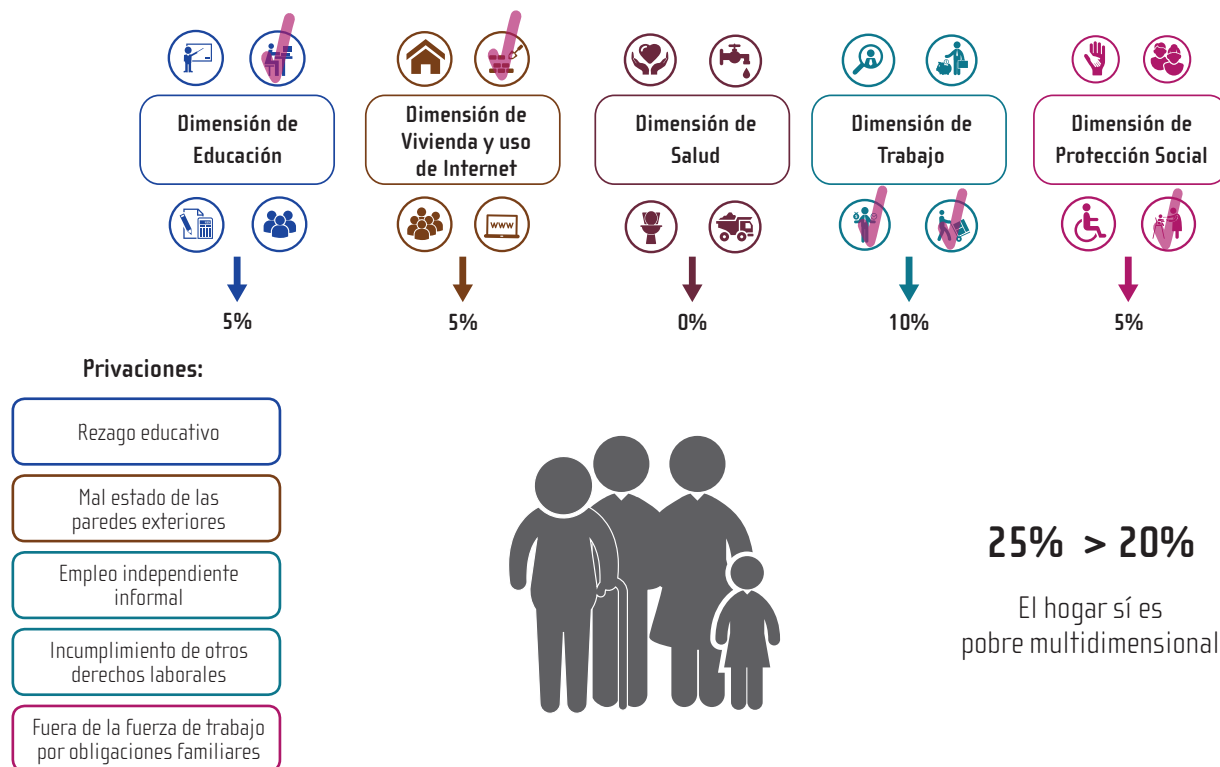 Dimensión de
Educación
Dimensión de
Vivienda y uso
de Internet
Dimensión de
Salud
Dimensión de
Trabajo
Dimensión de
Protección Social
WWW
5%
5%
0%
10%
5%
Privaciones:
Rezago educativo
Mal estado de las
paredes exteriores
Empleo independiente
informal
Incumplimiento de otros
derechos laborales
Fuera de la fuerza de trabajo
por obligaciones familiares
25% > 20%
El hogar sí es
pobre multidimensional